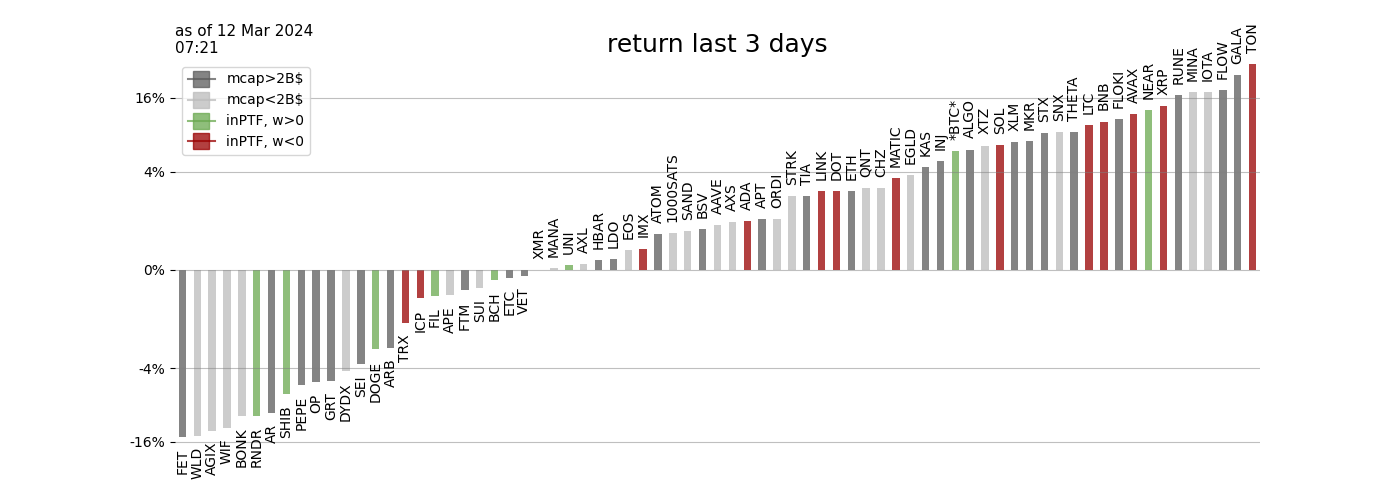 as of 12 Mar 2024
07:21
return last 3 days
mcap>2B$
mcap<2B$
inPTF, w>0
inPTF, w<0
16%
4%
0%
-4%
-16%
FET
WLD
AGIX
WIF
BONK
RNDR
AR
SHIB
PEPE
OP
GRT
DYDX
SEI
DOGE
ARB
TRX
ICP
FIL
APE
FTM
SUI
BCH
ETC
VET
XMR
MANA
UNI
AXL
HBAR
LDO
EOS
IMX
ATOM
1000SATS
SAND
BSV
AAVE
AXS
ADA
APT
ORDI
STRK
TIA
LINK
DOT
ETH
QNT
CHZ
MATIC
EGLD
KAS
INJ
*BTC*
ALGO
XTZ
SOL
XLM
MKR
STX
SNX
THETA
LTC
BNB
FLOKI
AVAX
NEAR
XRP
RUNE
MINA
IOTA
FLOW
GALA
TON